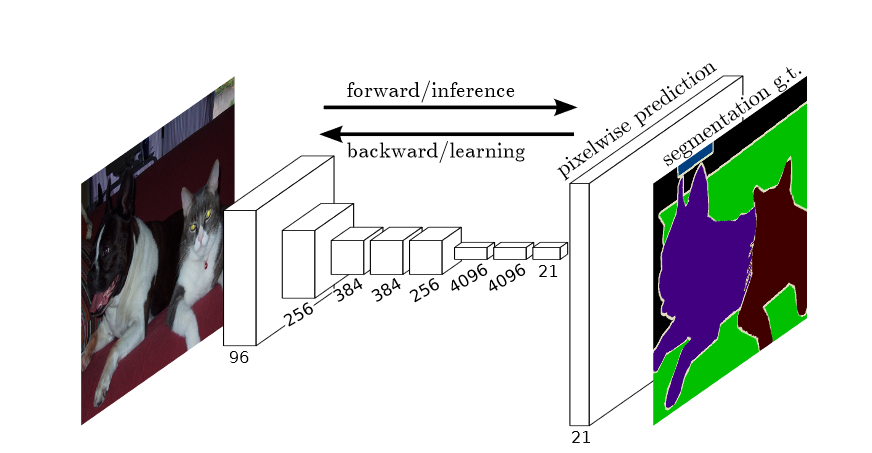 forward/inference
backward/learning
pixelwise prediction
segmentation g.t.
96
256
384
384
256
4096
4096
21
21